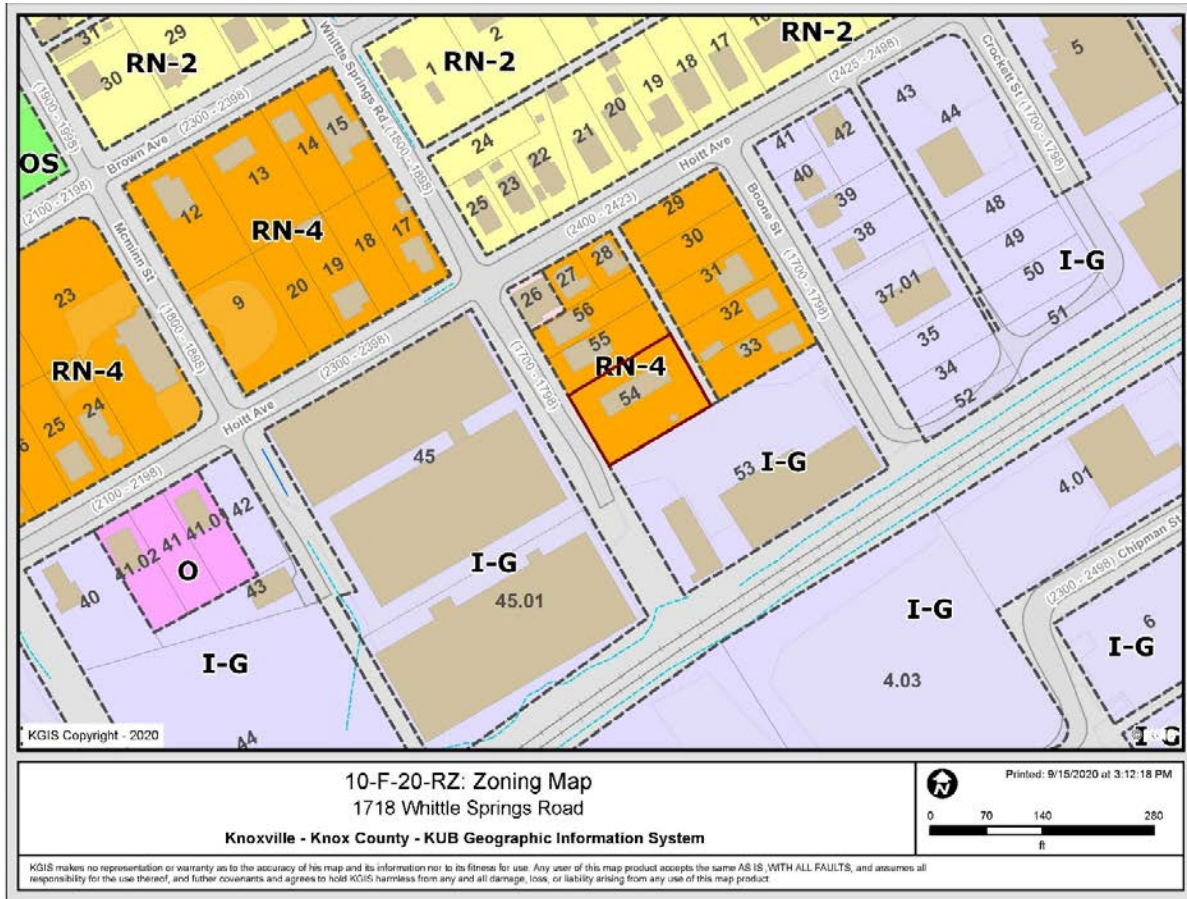 31
29
30
RN-2
Whittle Springs Rd
(1800 - 1898)
1
2
RN-2
16
17
18
19
20
21
22
23
24
25
RN-2
(2425 - 2498)
Crockett St
(1700 - 1798)
5
(1900 - 1998)
OS
Brown Ave
(2300 - 2398)
(2100 - 2198)
Mcminn St
(1800 - 1898)
12
13
14
15
RN-4
9
20
19
18
17
23
RN-4
25
24
Hoitt Ave
(2100 - 2198)
(2300 - 2398)
(2400 - 2423)
Hoitt Ave
Boone St
(1700 - 1798)
26
27
28
56
55
RN-4
54
29
30
31
32
33
41
42
40
39
38
37.01
35
34
52
43
44
48
49
50
51
I-G
(1700 - 1798)
45
I-G
45.01
53
I-G
4.01
Chipman St
(2300 - 2498)
40
41.02
41
41.01
42
O
43
I-G
44
I-G
4.03
6
I-G
I-G
KGIS Copyright - 2020
10-F-20-RZ: Zoning Map
1718 Whittle Springs Road
Knoxville - Knox County - KUB Geographic Information System
N
Printed: 9/15/2020 at 3:12:18 PM
0 70 140 280
ft
KGIS makes no representation or warranty as to the accuracy of his map and its information nor to its fitness for use. Any user of this map product accepts the same AS IS ,WITH ALL FAULTS, and assumes all
responsibility for the use thereof, and futher covenants and agrees to hold KGIS harmless from any and all damage, loss, or liability arising from any use of this map product.